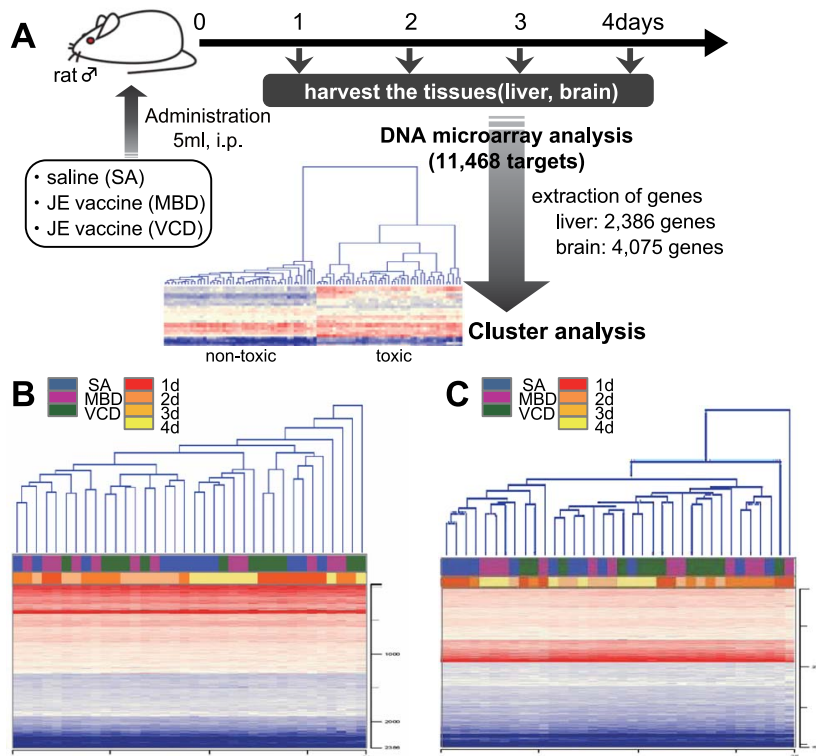 A
0 1 2 3 4days
rat♂
harvest the tissues(liver, brain)
Administration
5ml, i.p.
・saline (SA)
・JE vaccine (MBD)
・JE vaccine (VCD)
DNA microarray analysis
(11,468 targets)
extraction of genes
liver: 2,386 genes
brain: 4,075 genes
Cluster analysis
non-toxic toxic
B
SA 1d
MBD 2d
VCD 3d
4d
1000
2000
2386
C
SA 1d
MBD 2d
VCD 3d
4d